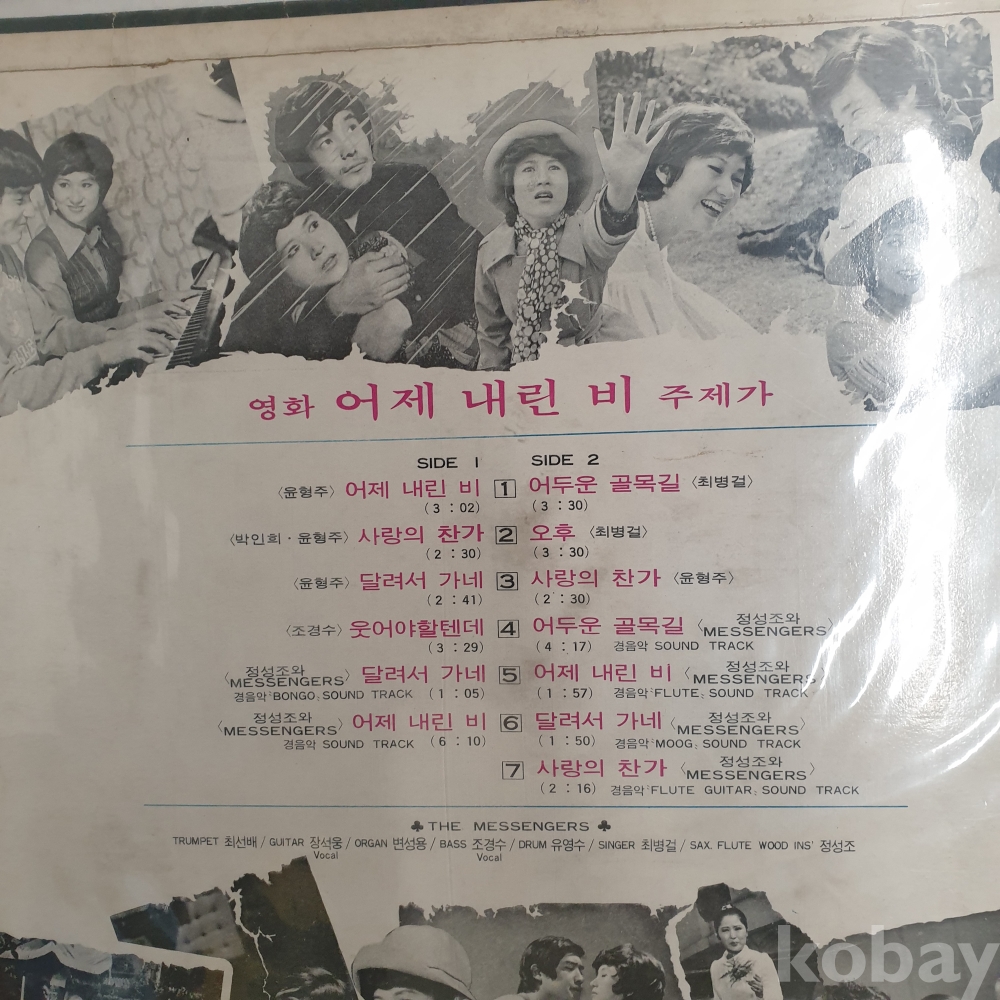 영화 어제 내린 비 주제가
SIDE 1 SIDE 2
〈윤형주〉 어제 내린 비 1 어두운 골목길 〈최병걸〉
(3 : 02) (3 : 30)
〈박인희·윤형주〉 사랑의 찬가 2 오후 〈최병걸〉
(2 : 30) (3 : 30)
〈윤형주〉 달려서 가네 3 사랑의 찬가 〈윤형주〉
(2 : 41) (2 : 30)
〈조경수〉 웃어야할텐데 4 어두운 골목길 〈정성조와 MESSENGERS〉
(3 : 29) (4 : 17) 경음악 SOUND TRACK
〈정성조와 MESSENGERS〉 달려서 가네 5 어제 내린 비 〈정성조와 MESSENGERS〉
경음악 "BONGO" SOUND TRACK (1 : 05) (1 : 57) 경음악 "FLUTE" SOUND TRACK
〈정성조와 MESSENGERS〉 어제 내린 비 6 달려서 가네 〈정성조와 MESSENGERS〉
경음악 SOUND TRACK (6 : 10) (1 : 50) 경음악 "MOOG" SOUND TRACK
7 사랑의 찬가 〈정성조와 MESSENGERS〉
(2 : 16) 경음악 "FLUTE GUITAR" SOUND TRACK
♣ THE MESSENGERS ♣
TRUMPET 최선배 / GUITAR 장석웅 / ORGAN 변성용 / BASS 조경수 / DRUM 유영수 / SINGER 최병걸 / SAX. FLUTE WOOD INS' 정성조
Vocal Vocal
kobay